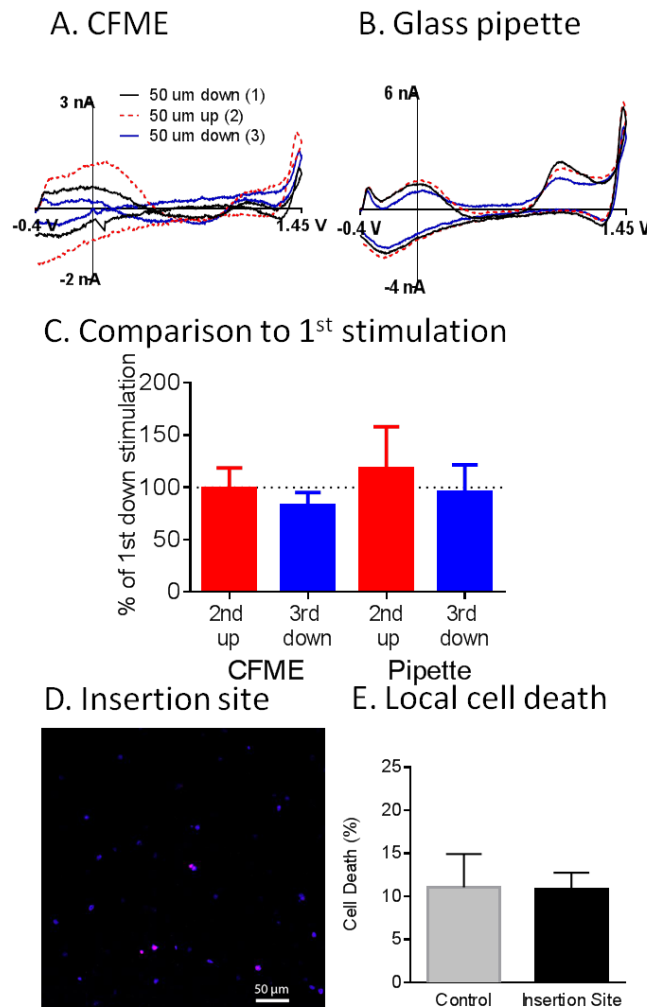 A. CFME
B. Glass pipette
3 nA
50 um down (1)
50 um up (2)
50 um down (3)
-0.4 V
1.45 V
-2 nA
6 nA
-0.4 V
1.45 V
-4 nA
C. Comparison to 1st stimulation
% of 1st down stimulation
200
150
100
50
0
2nd up
3rd down
2nd up
3rd down
CFME
Pipette
D. Insertion site
50 µm
E. Local cell death
Cell Death (%)
25
20
15
10
5
0
Control
Insertion Site